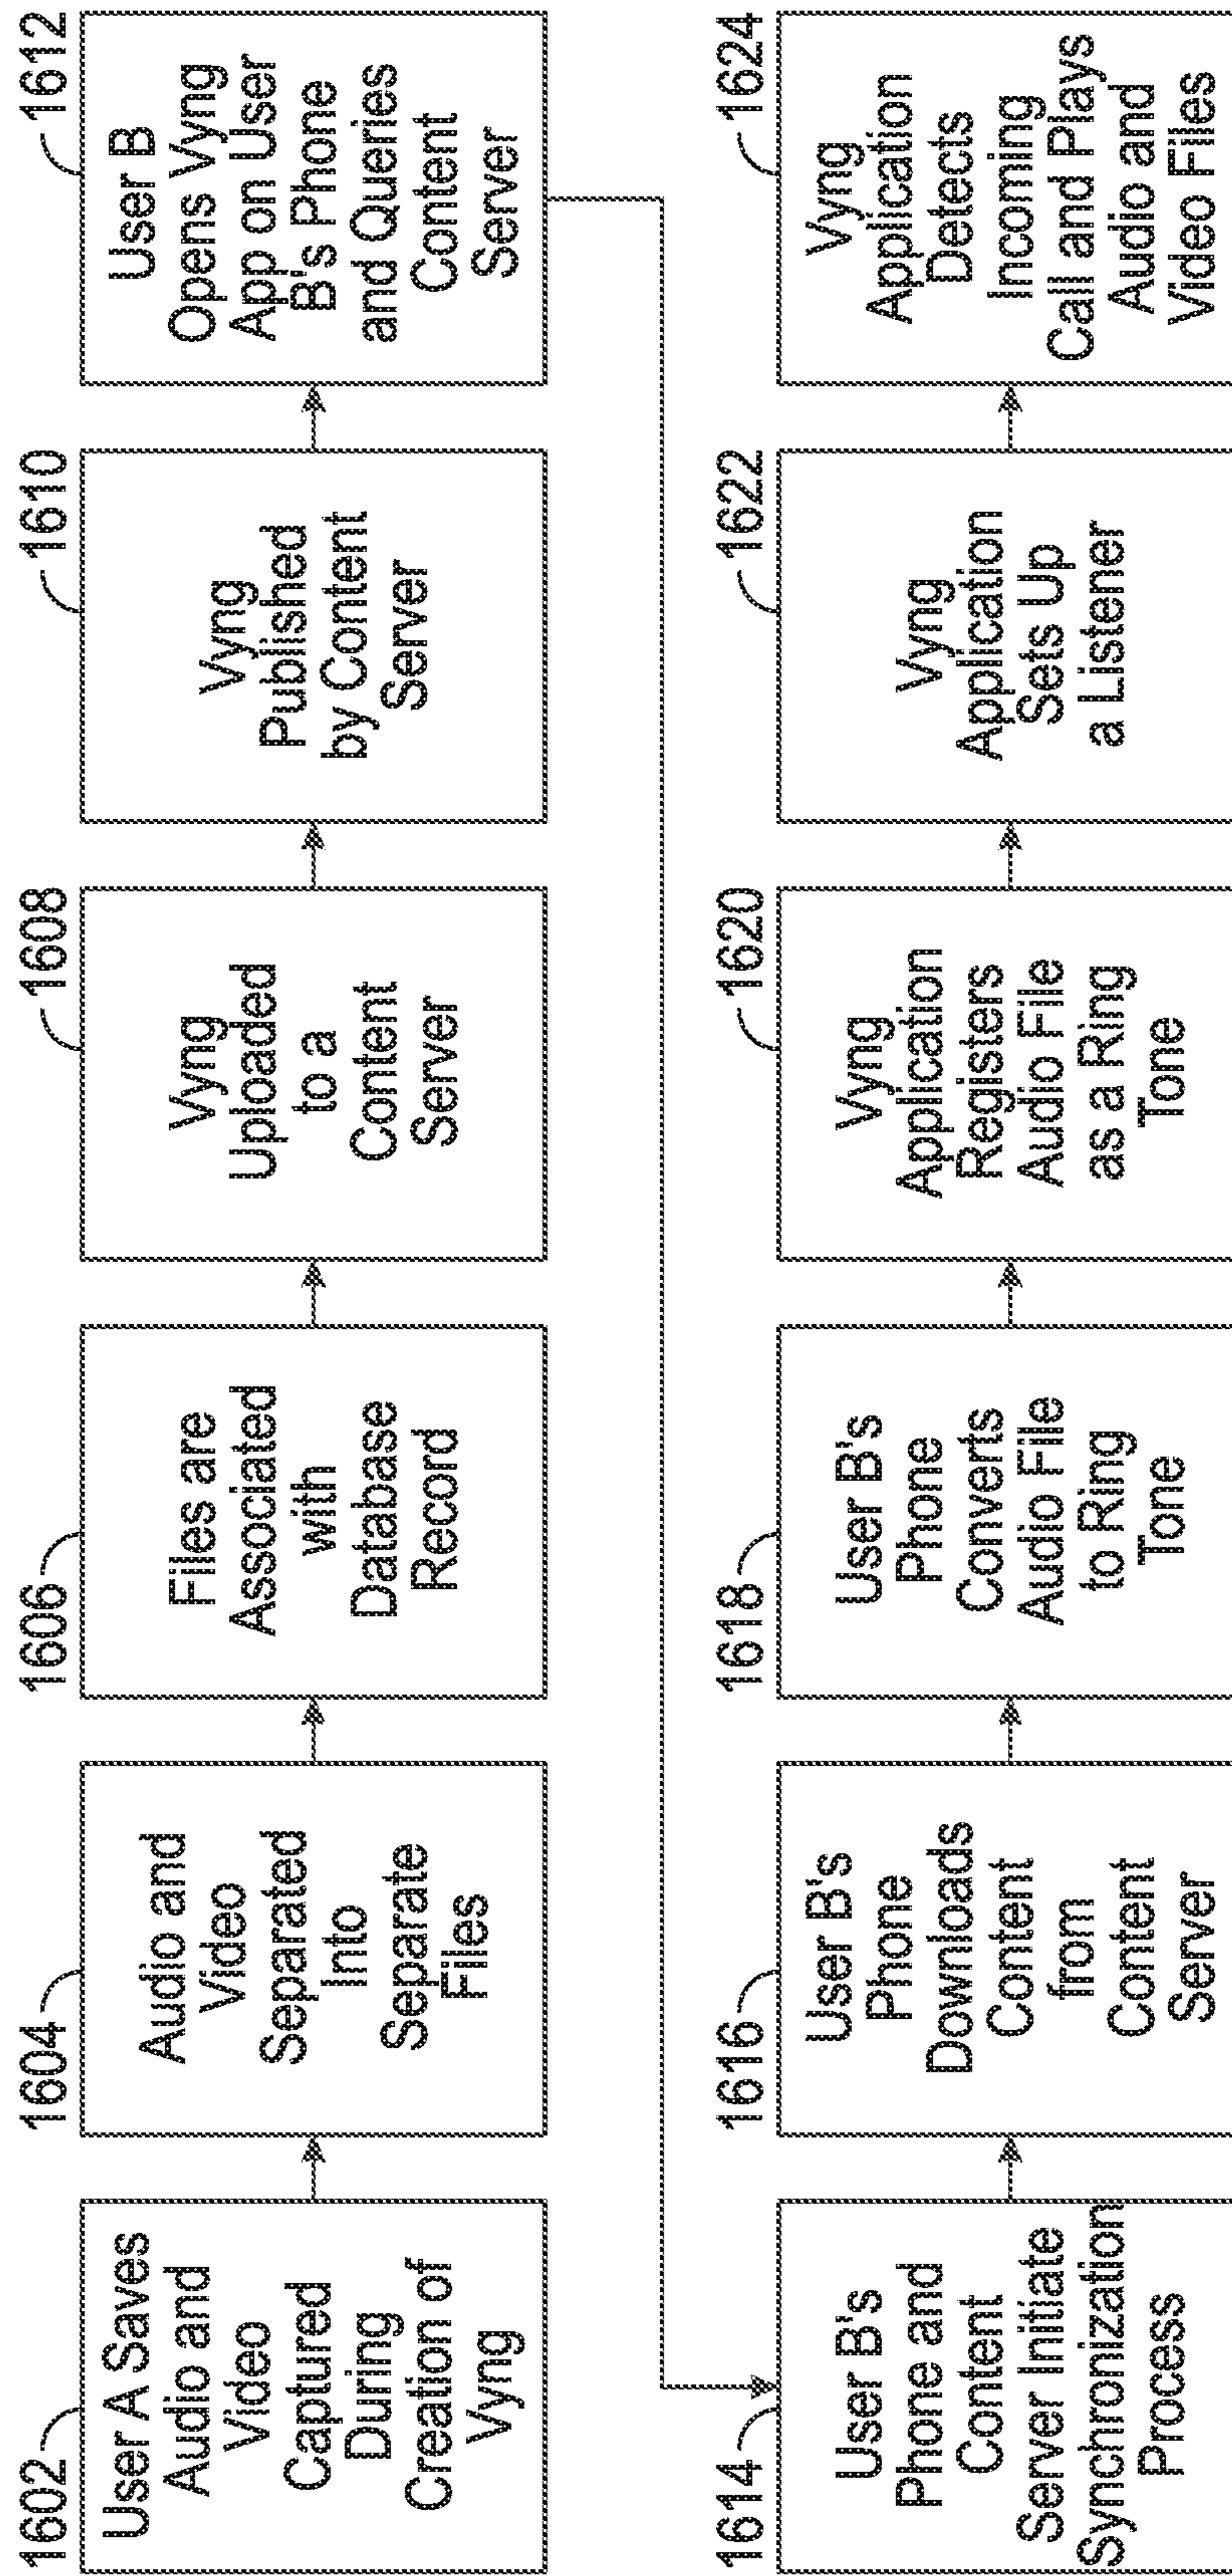 1602
User A Saves
Audio and
Video
Captured
During
Creation of
Vyng
1604
Audio and
Video
Separated
Into
Separate
Files
1606
Files are
Associated
with
Database
Record
1608
Vyng
Uploaded
to a
Content
Server
1610
Vyng
Published
by Content
Server
1612
User B
Opens Vyng
App on User
B's Phone
and Queries
Content
Server
1614
User B's
Phone and
Content
Server Initiate
Synchronization
Process
1616
User B's
Phone
Downloads
Content
from
Content
Server
1618
User B's
Phone
Converts
Audio File
to Ring
Tone
1620
Vyng
Application
Registers
Audio File
as a Ring
Tone
1622
Vyng
Application
Sets Up
a Listener
1624
Vyng
Application
Detects
Incoming
Call and Plays
Audio and
Video Files